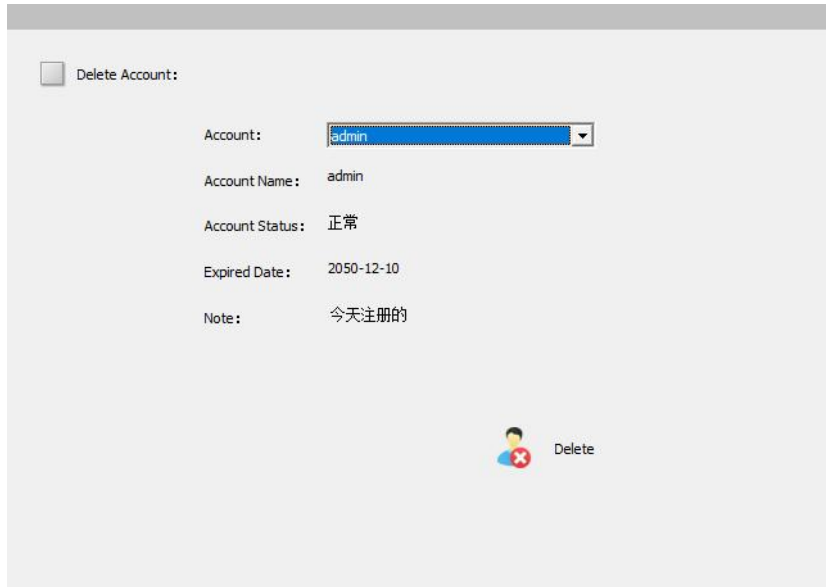 Delete Account:
Account: admin
Account Name: admin
Account Status: 正常
Expired Date: 2050-12-10
Note: 今天注册的
Delete